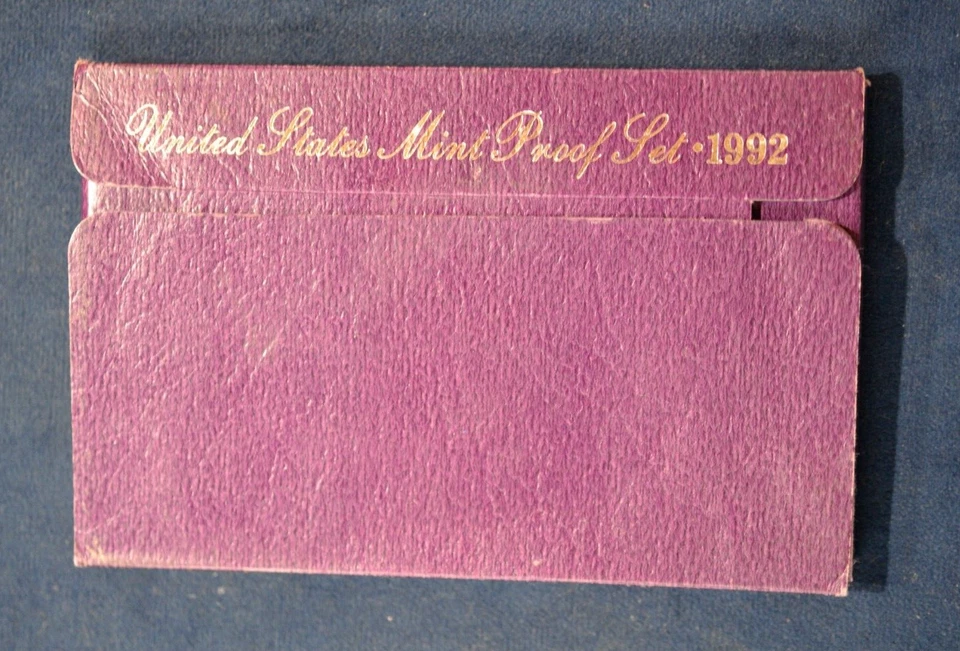 United States Mint Proof Set • 1992